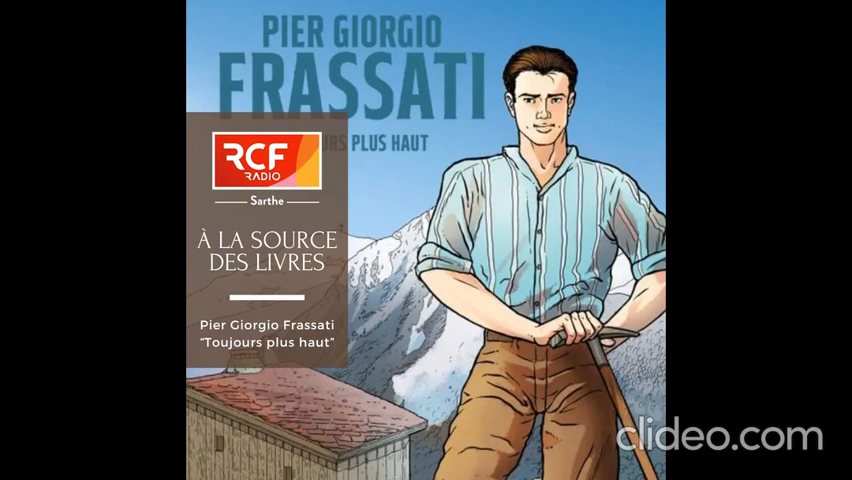 PIER GIORGIO
FRASSATI
URS PLUS HAUT
RCF
RADIO
Sarthe
À LA SOURCE
DES LIVRES
Pier Giorgio Frassati
“Toujours plus haut”
clideo.com